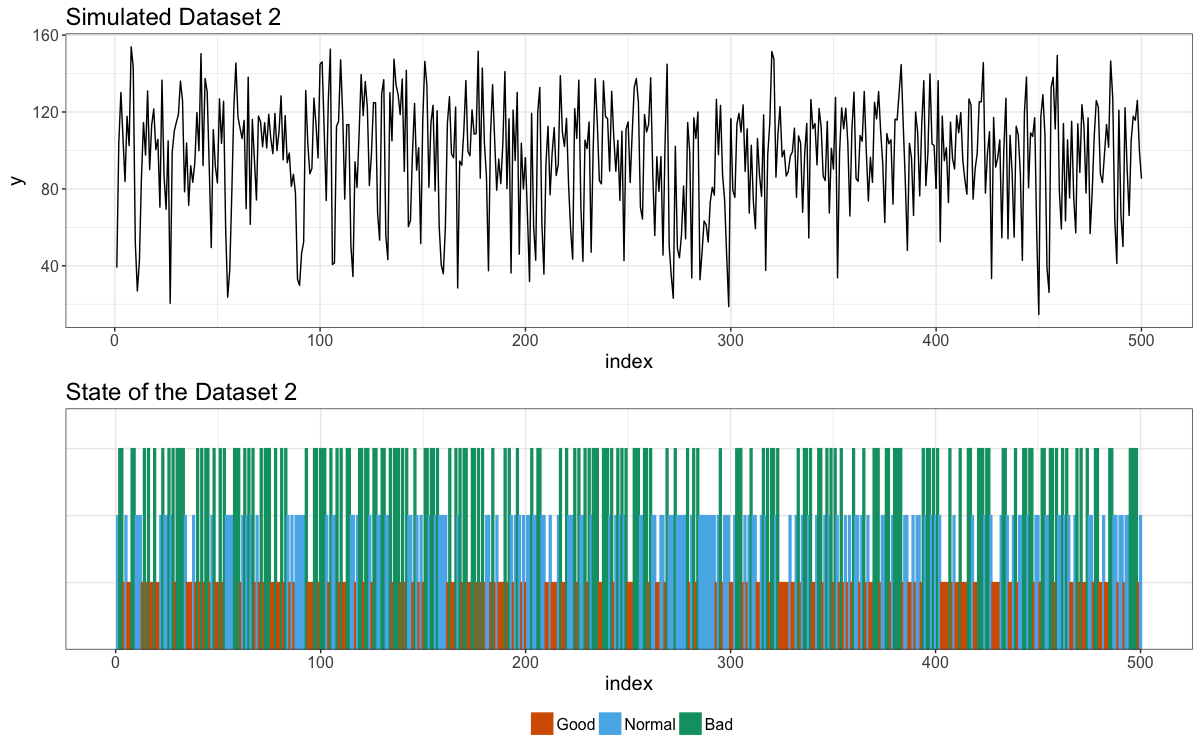 Simulated Dataset 2
160
120
80
40
y
0 100 200 300 400 500
index
State of the Dataset 2
0 100 200 300 400 500
index
Good Normal Bad